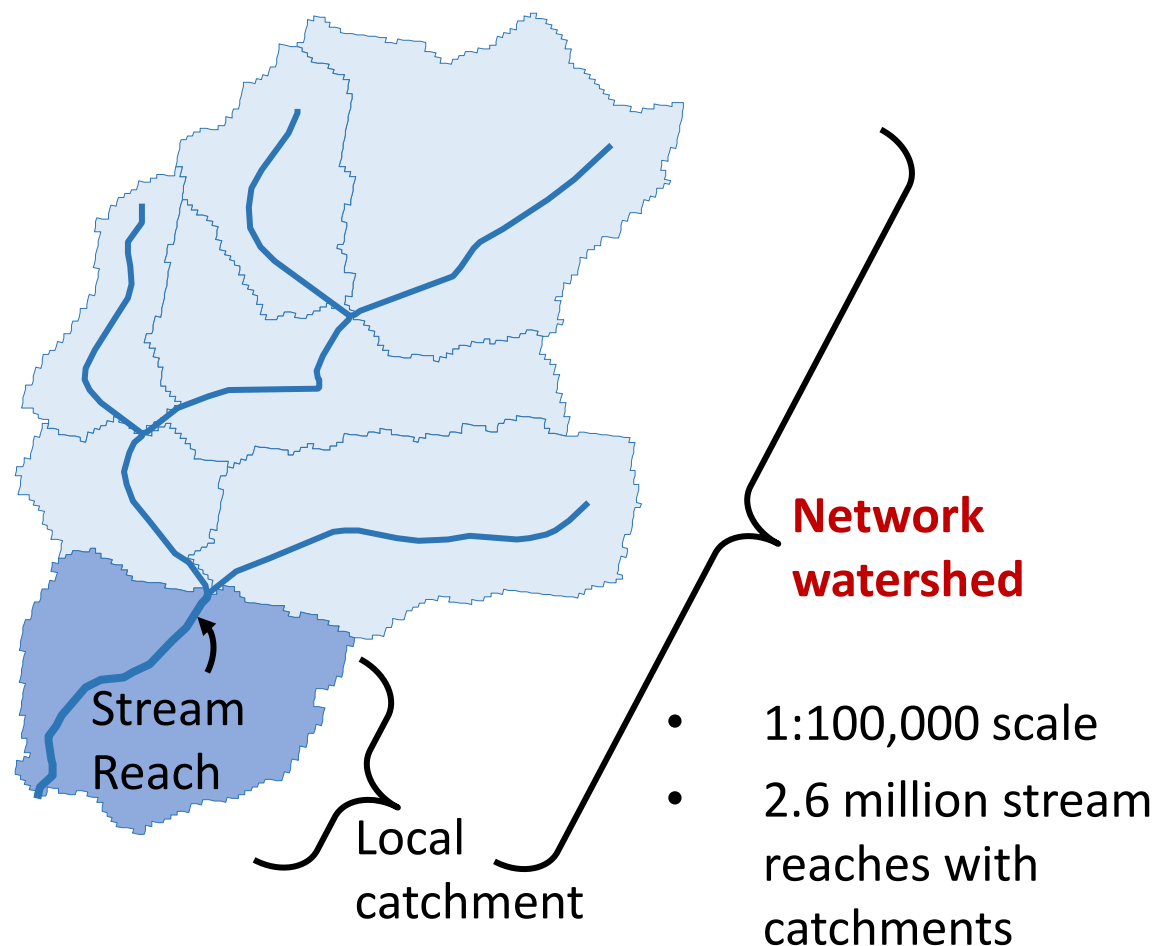 Network
watershed
Stream
Reach
Local
catchment
• 1:100,000 scale
• 2.6 million stream
reaches with
catchments